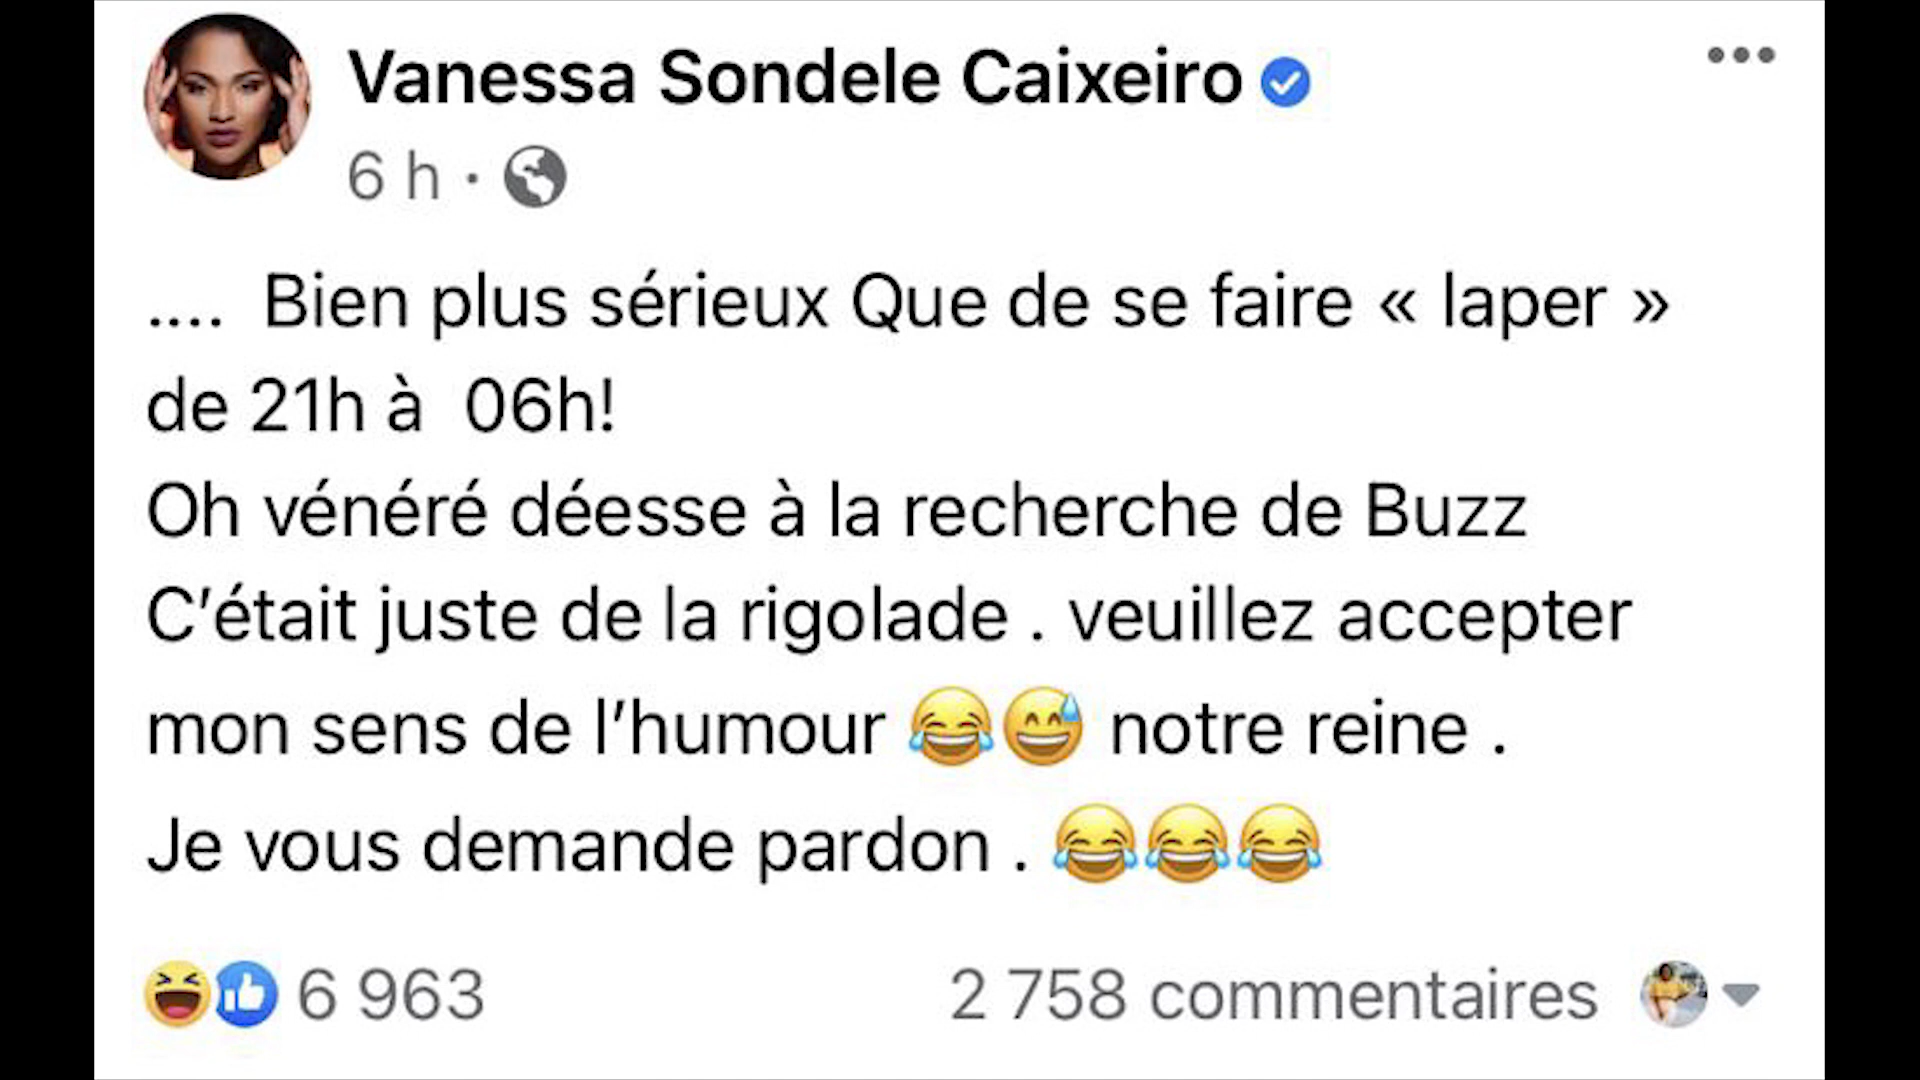 Vanessa Sondele Caixeiro
6 h ·
.... Bien plus sérieux Que de se faire « laper »
de 21h à 06h!
Oh vénéré déesse à la recherche de Buzz
C’était juste de la rigolade . veuillez accepter
mon sens de l’humour 😂😅 notre reine .
Je vous demande pardon . 😂😂😂
6 963 2 758 commentaires